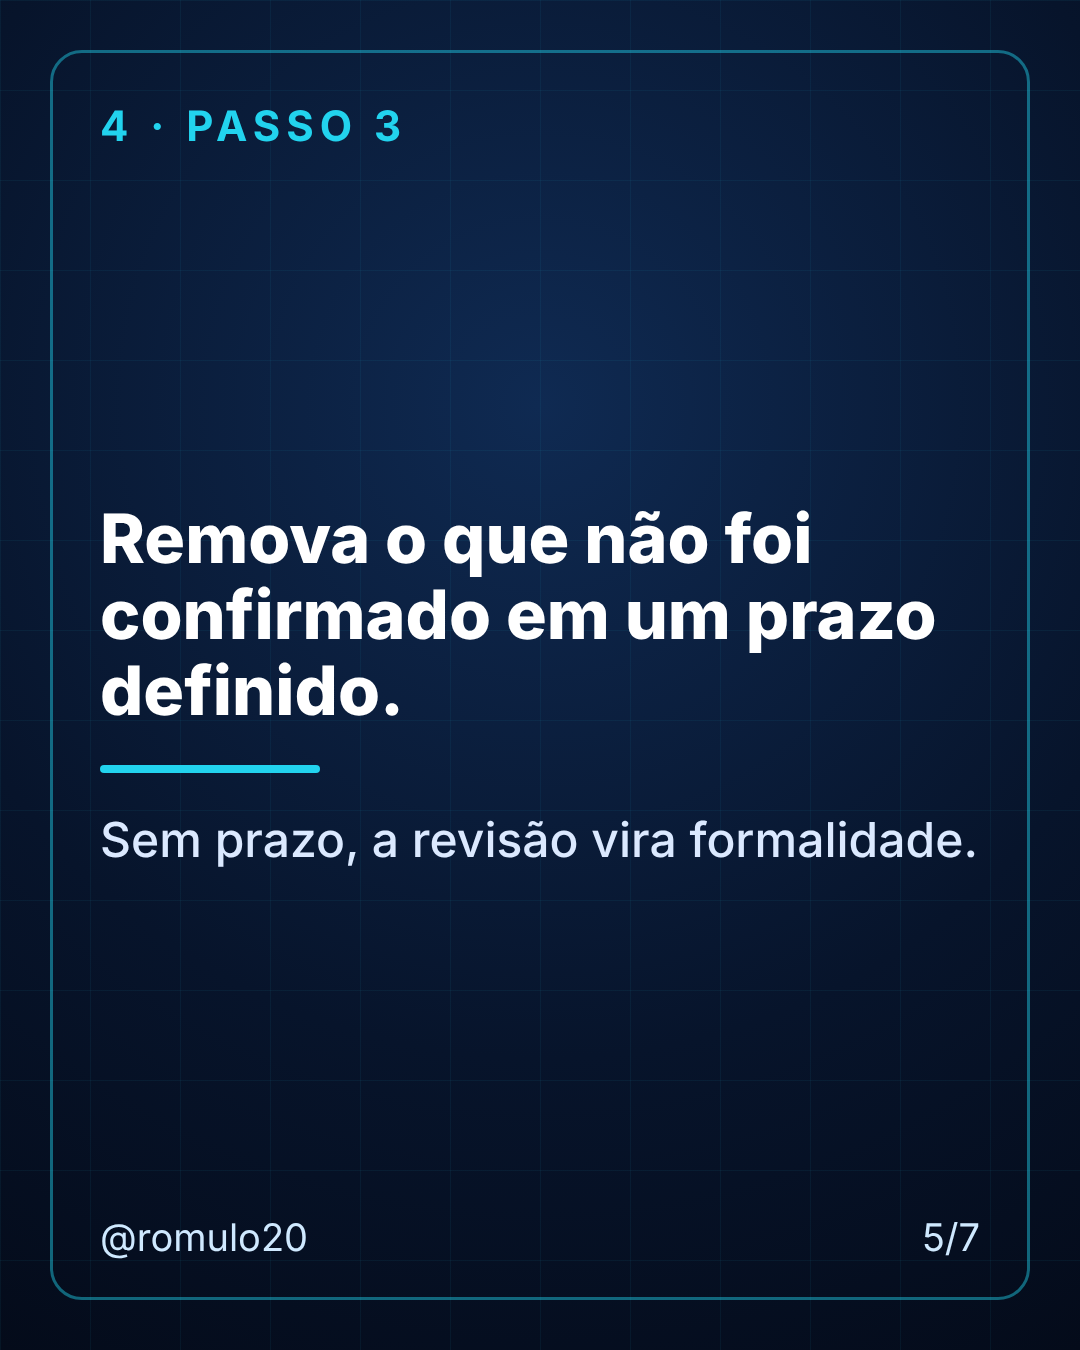 4 · PASSO 3
Remova o que não foi
confirmado em um prazo
definido.
Sem prazo, a revisão vira formalidade.
@romulo20
5/7